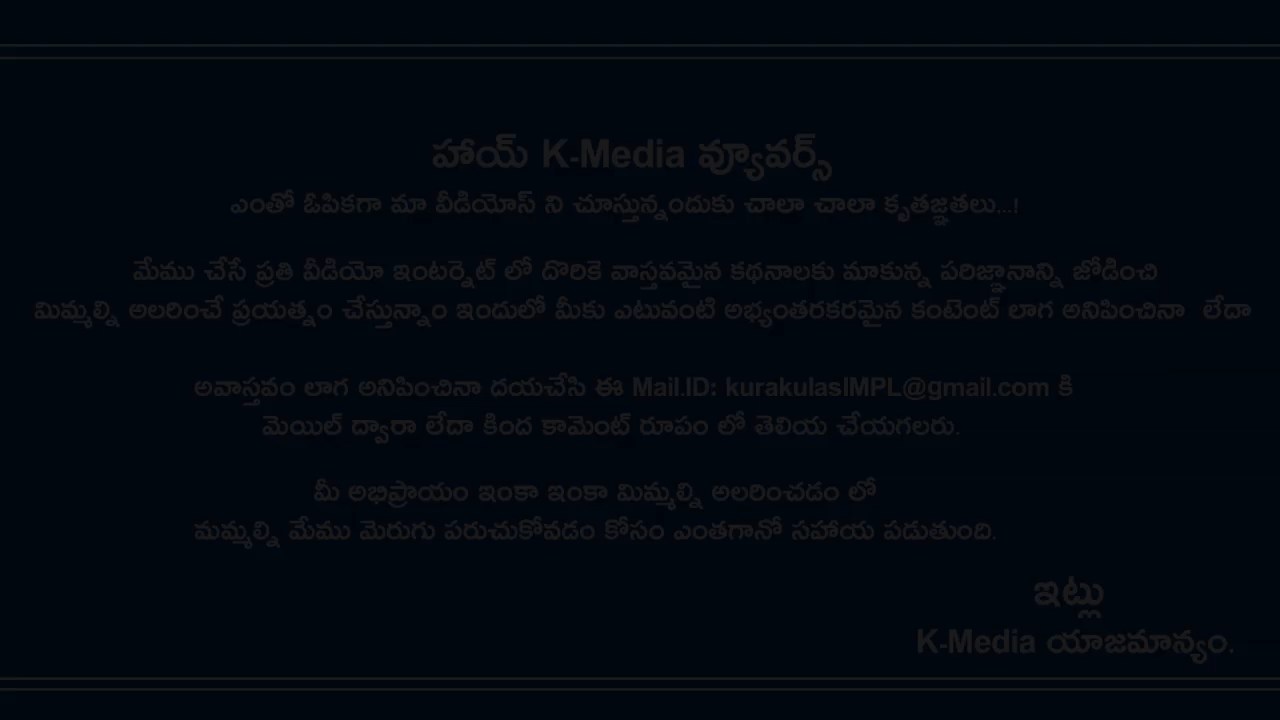 హాయ్ K-Media వ్యూవర్స్
ఎంతో ఓపికగా మా వీడియోస్ ని చూస్తున్నందుకు చాలా చాలా కృతజ్ఞతలు...!
మేము చేసే ప్రతి వీడియో ఇంటర్నెట్ లో దొరికె వాస్తవమైన కథనాలకు మాకున్న పరిజ్ఞానాన్ని జోడించి
మిమ్మల్ని అలరించే ప్రయత్నం చేస్తున్నాం ఇందులో మీకు ఎటువంటి అభ్యంతరకరమైన కంటెంట్ లాగ అనిపించినా లేదా
అవాస్తవం లాగ అనిపించినా దయచేసి ఈ Mail.ID: kurakulasIMPL@gmail.com కి
మెయిల్ ద్వారా లేదా కింద కామెంట్ రూపం లో తెలియ చేయగలరు.
మీ అభిప్రాయం ఇంకా ఇంకా మిమ్మల్ని అలరించడం లో
మమ్మల్ని మేము మెరుగు పరుచుకోవడం కోసం ఎంతగానో సహాయ పడుతుంది.
ఇట్లు
K-Media యాజమాన్యం.